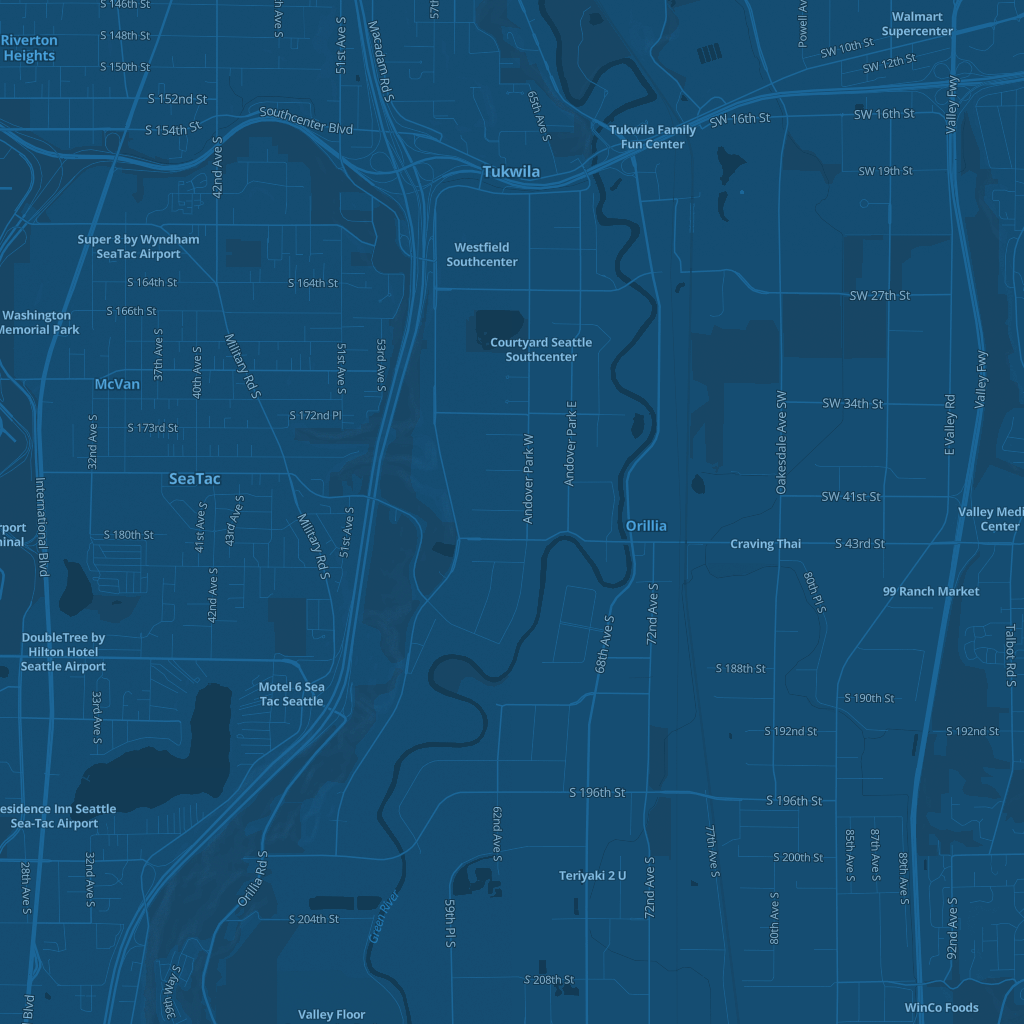 S 146th St
S 148th St
S 150th St
S 152nd St
S 154th St
Riverton
Heights
51st Ave S
Macadam Rd S
57th
Powell Av
Walmart
Supercenter
SW 10th St
SW 12th St
Southcenter Blvd
65th Ave S
Tukwila Family
Fun Center
SW 16th St
SW 16th St
Valley Fwy
42nd Ave S
Tukwila
SW 19th St
Super 8 by Wyndham
SeaTac Airport
Westfield
Southcenter
S 164th St
S 164th St
SW 27th St
S 166th St
Washington
Memorial Park
37th Ave S
40th Ave S
Military Rd S
51st Ave S
53rd Ave S
Courtyard Seattle
Southcenter
McVan
Valley Fwy
S 172nd Pl
S 173rd St
32nd Ave S
SW 34th St
Oakesdale Ave SW
E Valley Rd
Andover Park W
Andover Park E
SeaTac
SW 41st St
International Blvd
41st Ave S
43rd Ave S
Military Rd S
51st Ave S
Orillia
Valley Medi
Center
rport
ninal
S 180th St
Craving Thai
S 43rd St
42nd Ave S
80th Pl S
99 Ranch Market
72nd Ave S
68th Ave S
Talbot Rd S
DoubleTree by
Hilton Hotel
Seattle Airport
S 188th St
Motel 6 Sea
Tac Seattle
33rd Ave S
S 190th St
S 192nd St
S 192nd St
S 196th St
S 196th St
esidence Inn Seattle
Sea-Tac Airport
62nd Ave S
77th Ave S
85th Ave S
87th Ave S
89th Ave S
S 200th St
28th Ave S
32nd Ave S
Orillia Rd S
Teriyaki 2 U
72nd Ave S
80th Ave S
92nd Ave S
Green River
S 204th St
59th Pl S
S 208th St
39th Way S
Blvd
Valley Floor
WinCo Foods